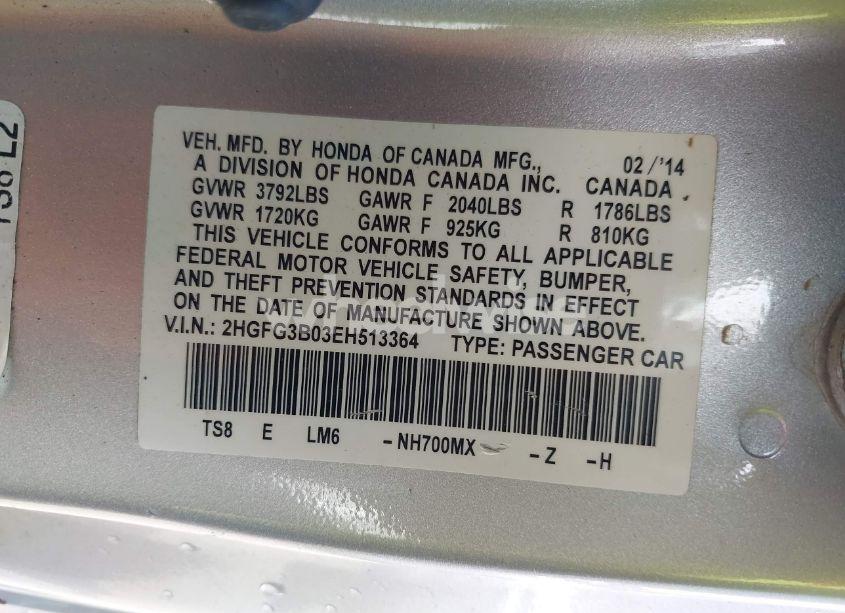 TS8 L2
VEH. MFD. BY HONDA OF CANADA MFG., 02/'14
A DIVISION OF HONDA CANADA INC. CANADA
GVWR 3792LBS GAWR F 2040LBS R 1786LBS
GVWR 1720KG GAWR F 925KG R 810KG
THIS VEHICLE CONFORMS TO ALL APPLICABLE
FEDERAL MOTOR VEHICLE SAFETY, BUMPER,
AND THEFT PREVENTION STANDARDS IN EFFECT
ON THE DATE OF MANUFACTURE SHOWN ABOVE.
V.I.N.: 2HGFG3B03EH513364 TYPE: PASSENGER CAR
TS8 E LM6 -NH700MX -Z -H